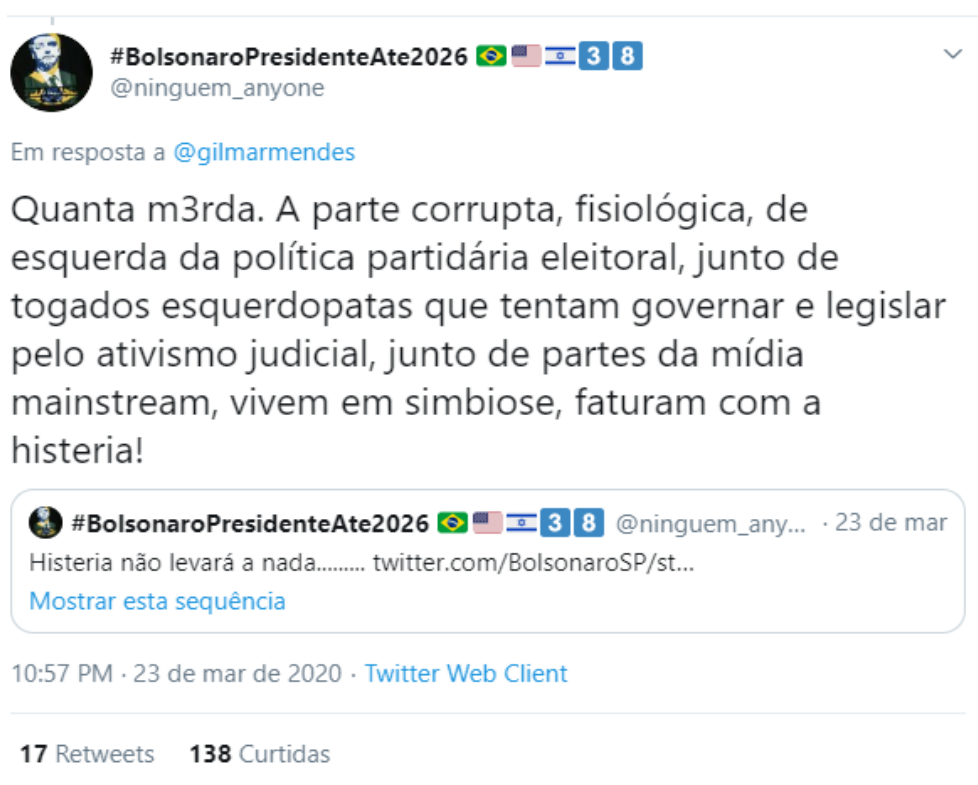 #BolsonaroPresidenteAte2026 🇧🇷🇺🇸🇮🇱3️⃣8️⃣
@ninguem_anyone
Em resposta a @gilmarmendes
Quanta m3rda. A parte corrupta, fisiológica, de
esquerda da política partidária eleitoral, junto de
togados esquerdopatas que tentam governar e legislar
pelo ativismo judicial, junto de partes da mídia
mainstream, vivem em simbiose, faturam com a
histeria!
#BolsonaroPresidenteAte2026 🇧🇷🇺🇸🇮🇱3️⃣8️⃣ @ninguem_any... · 23 de mar
Histeria não levará a nada......... twitter.com/BolsonaroSP/st...
Mostrar esta sequência
10:57 PM · 23 de mar de 2020 · Twitter Web Client
17 Retweets 138 Curtidas